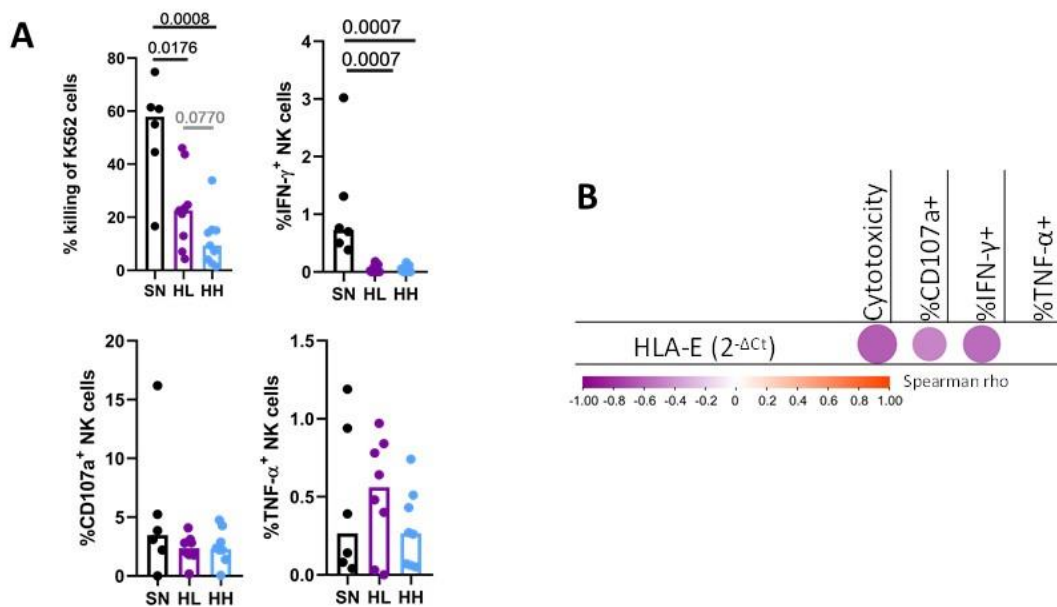 A
0.0008
0.0176
0.0770
% killing of K562 cells
80
60
40
20
0
SN HL HH
0.0007
0.0007
%IFN-γ⁺ NK cells
4
3
2
1
0
SN HL HH
%CD107a⁺ NK cells
20
15
10
5
0
SN HL HH
%TNF-α⁺ NK cells
1.5
1.0
0.5
0.0
SN HL HH
B
Cytotoxicity
%CD107a+
%IFN-γ+
%TNF-α+
HLA-E (2⁻ᐃCt)
Spearman rho
-1.00 -0.8 -0.6 -0.4 -0.2 0 0.2 0.4 0.6 0.8 1.00